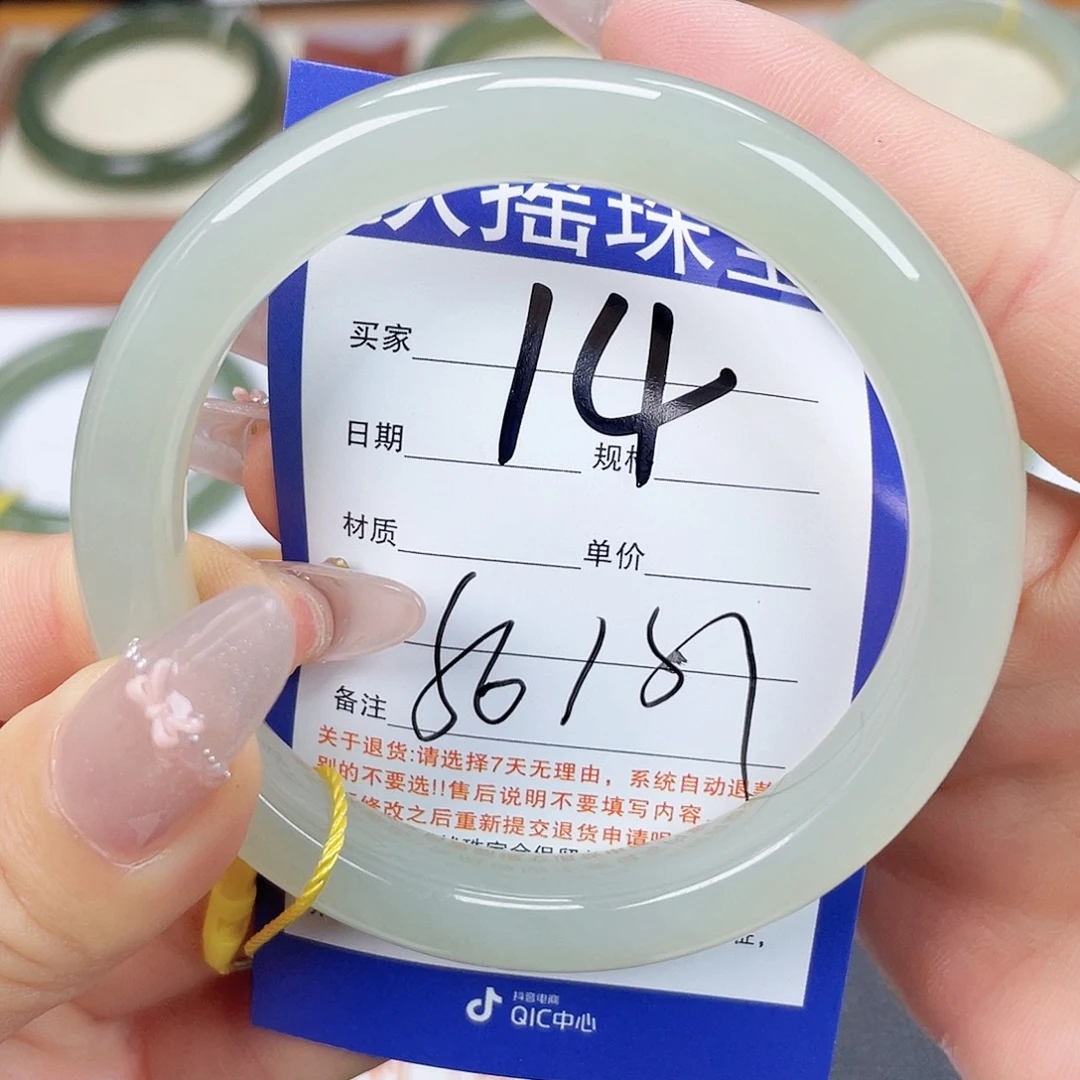 摇珠宝
14
买家
日期 规格
材质 单价
56/
备注
关于退货:请选择7天无理由，系统自动退款
别的不要选!!售后说明不要填写内容
修改之后重新提交退货申请
抖音电商
QIC中心